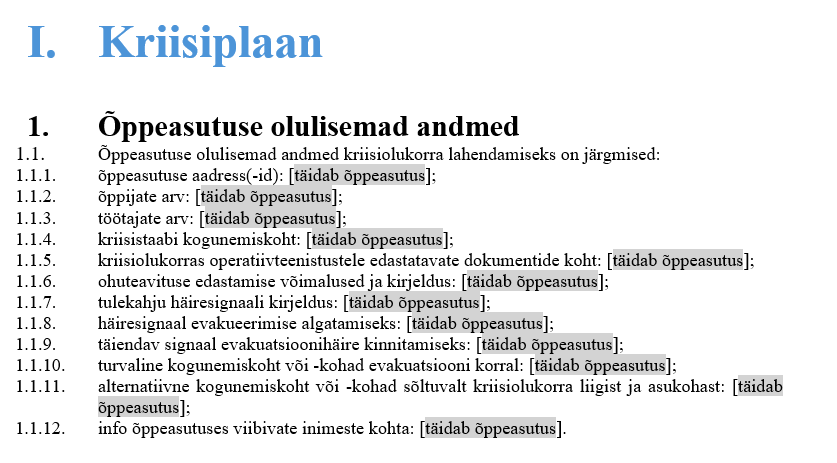 I. Kriisiplaan
1. Õppeasutuse olulisemad andmed
1.1. Õppeasutuse olulisemad andmed kriisiolukorra lahendamiseks on järgmised:
1.1.1. õppeasutuse aadress(-id): [täidab õppeasutus];
1.1.2. õppijate arv: [täidab õppeasutus];
1.1.3. töötajate arv: [täidab õppeasutus];
1.1.4. kriisistaabi kogunemiskoht: [täidab õppeasutus];
1.1.5. kriisiolukorras operatiivteenistustele edastatavate dokumentide koht: [täidab õppeasutus];
1.1.6. ohuteavituse edastamise võimalused ja kirjeldus: [täidab õppeasutus];
1.1.7. tulekahju häiresignaali kirjeldus: [täidab õppeasutus];
1.1.8. häiresignaal evakueerimise algatamiseks: [täidab õppeasutus];
1.1.9. täiendav signaal evakuatsioonihäire kinnitamiseks: [täidab õppeasutus];
1.1.10. turvaline kogunemiskoht või -kohad evakuatsiooni korral: [täidab õppeasutus];
1.1.11. alternatiivne kogunemiskoht või -kohad sõltuvalt kriisiolukorra liigist ja asukohast: [täidab
õppeasutus];
1.1.12. info õppeasutuses viibivate inimeste kohta: [täidab õppeasutus].